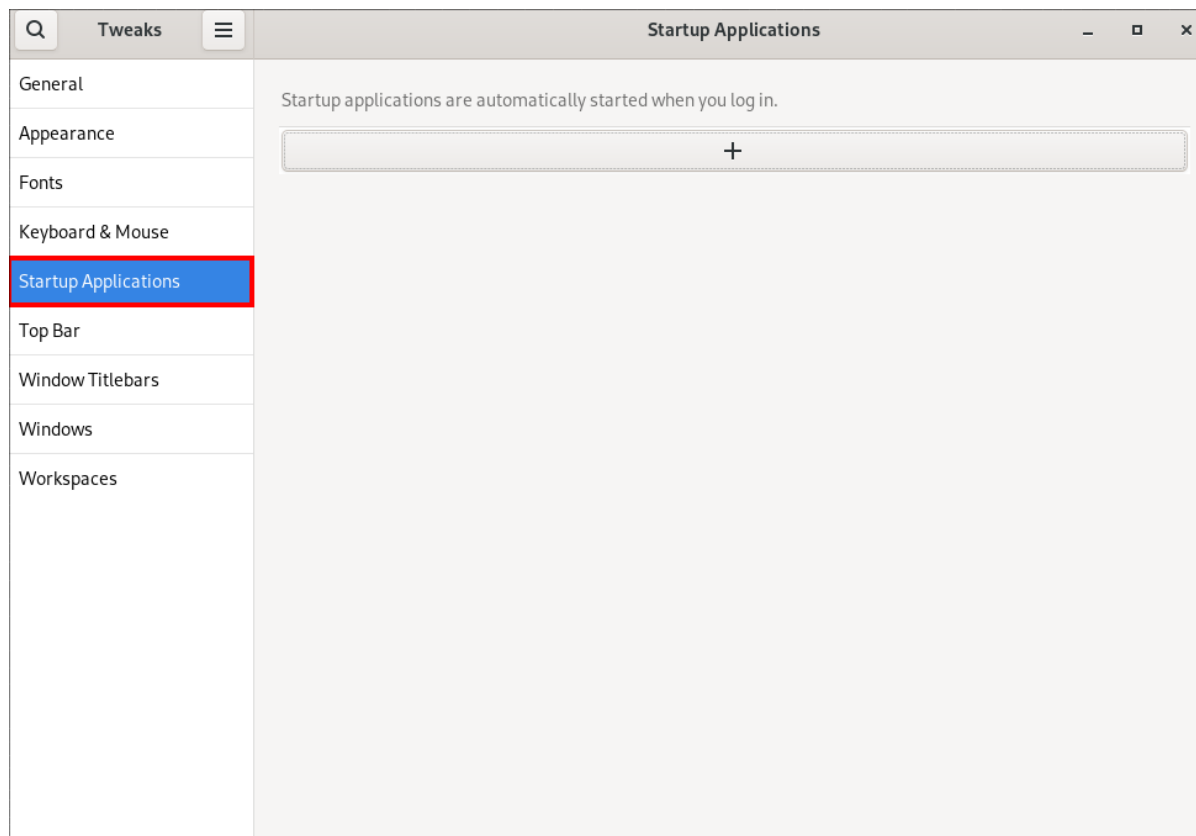 Tweaks
Startup Applications
General
Appearance
Fonts
Keyboard & Mouse
Startup Applications
Top Bar
Window Titlebars
Windows
Workspaces
Startup applications are automatically started when you log in.
+